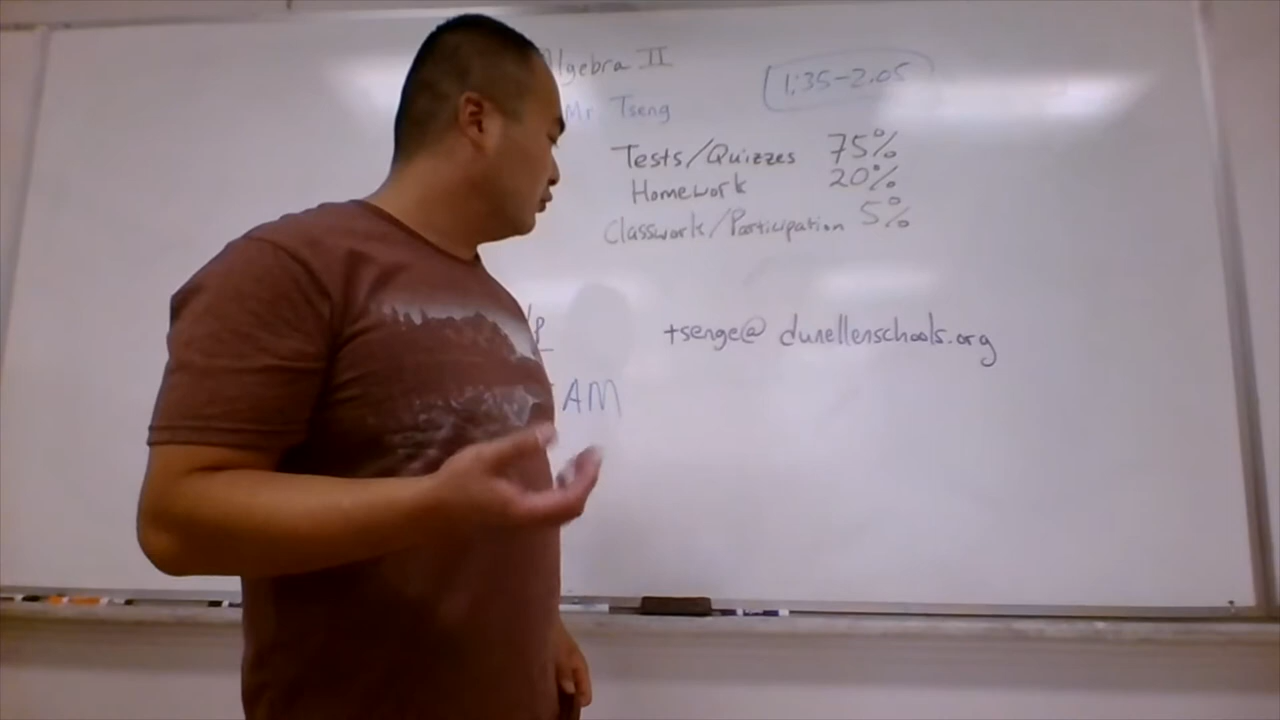 Algebra II
1:35-2:05
Mr Tseng
Tests/Quizzes 75%
Homework 20%
Classwork/Participation 5%
tsenge@dunellenschools.org
AM